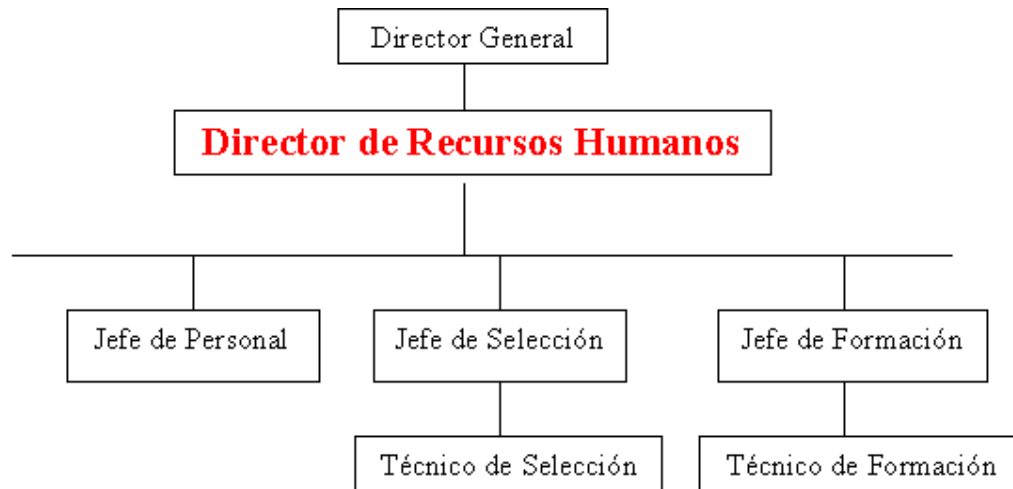 Director General
Director de Recursos Humanos
Jefe de Personal
Jefe de Selección
Jefe de Formación
Técnico de Selección
Técnico de Formación